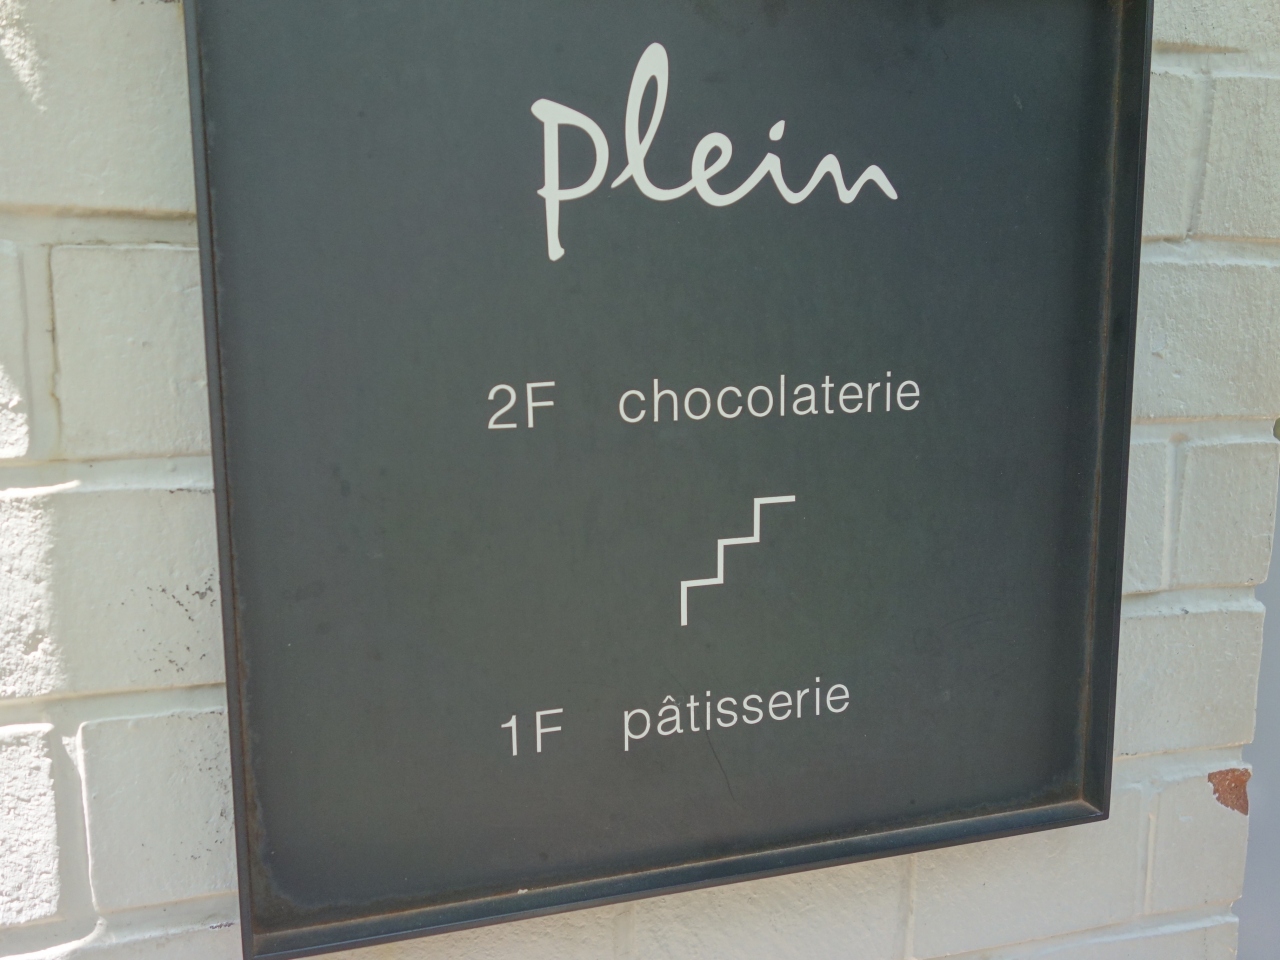 plein
2F chocolaterie
1F pâtisserie